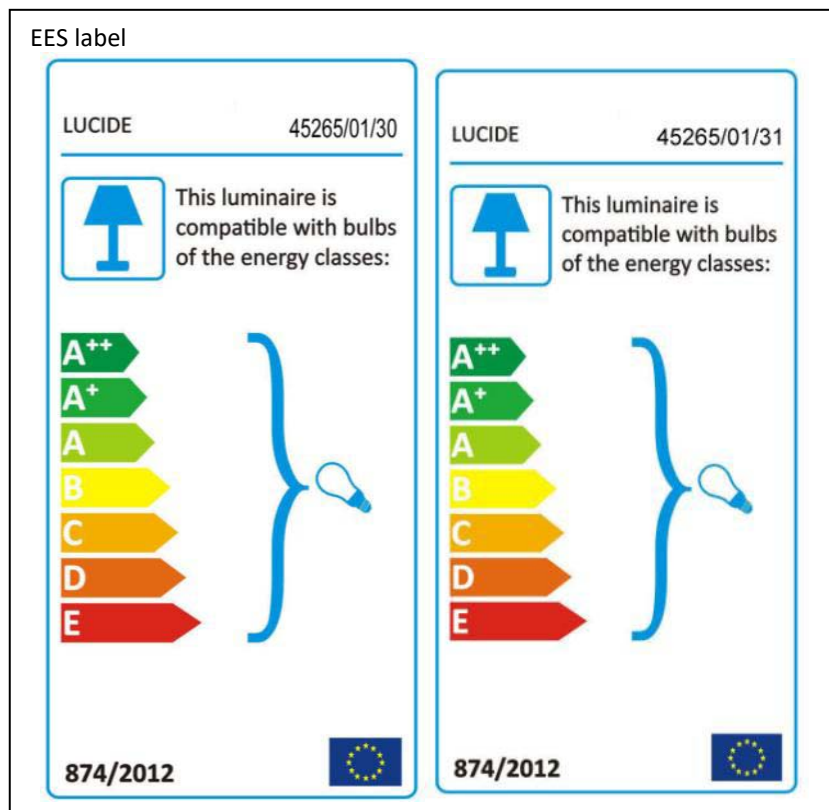 EES label
LUCIDE 45265/01/30
This luminaire is
compatible with bulbs
of the energy classes:
A++
A+
A
B
C
D
E
874/2012
LUCIDE 45265/01/31
This luminaire is
compatible with bulbs
of the energy classes:
A++
A+
A
B
C
D
E
874/2012